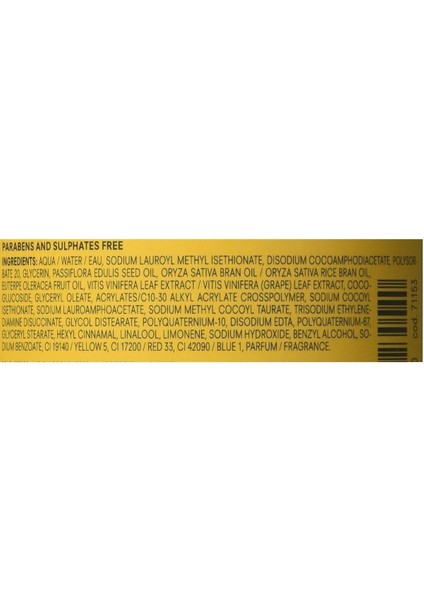 PARABENS AND SULPHATES FREE
INGREDIENTS: AQUA / WATER / EAU, SODIUM LAUROYL METHYL ISETHIONATE, DISODIUM COCOAMPHODIACETATE, POLYSOR-
BATE 20, GLYCERIN, PASSIFLORA EDULIS SEED OIL, ORYZA SATIVA BRAN OIL / ORYZA SATIVA RICE BRAN OIL,
EUTERPE OLERACEA FRUIT OIL, VITIS VINIFERA LEAF EXTRACT / VITIS VINIFERA (GRAPE) LEAF EXTRACT, COCO-
GLUCOSIDE, GLYCERYL OLEATE, ACRYLATES/C10-30 ALKYL ACRYLATE CROSSPOLYMER, SODIUM COCOYL
ISETHIONATE, SODIUM LAUROAMPHOACETATE, SODIUM METHYL COCOYL TAURATE, TRISODIUM ETHYLENE-
DIAMINE DISUCCINATE, GLYCOL DISTEARATE, POLYQUATERNIUM-10, DISODIUM EDTA, POLYQUATERNIUM-67,
GLYCERYL STEARATE, HEXYL CINNAMAL, LINALOOL, LIMONENE, SODIUM HYDROXIDE, BENZYL ALCOHOL, SO-
DIUM BENZOATE, CI 19140 / YELLOW 5, CI 17200 / RED 33, CI 42090 / BLUE 1, PARFUM / FRAGRANCE.
cod. 71153